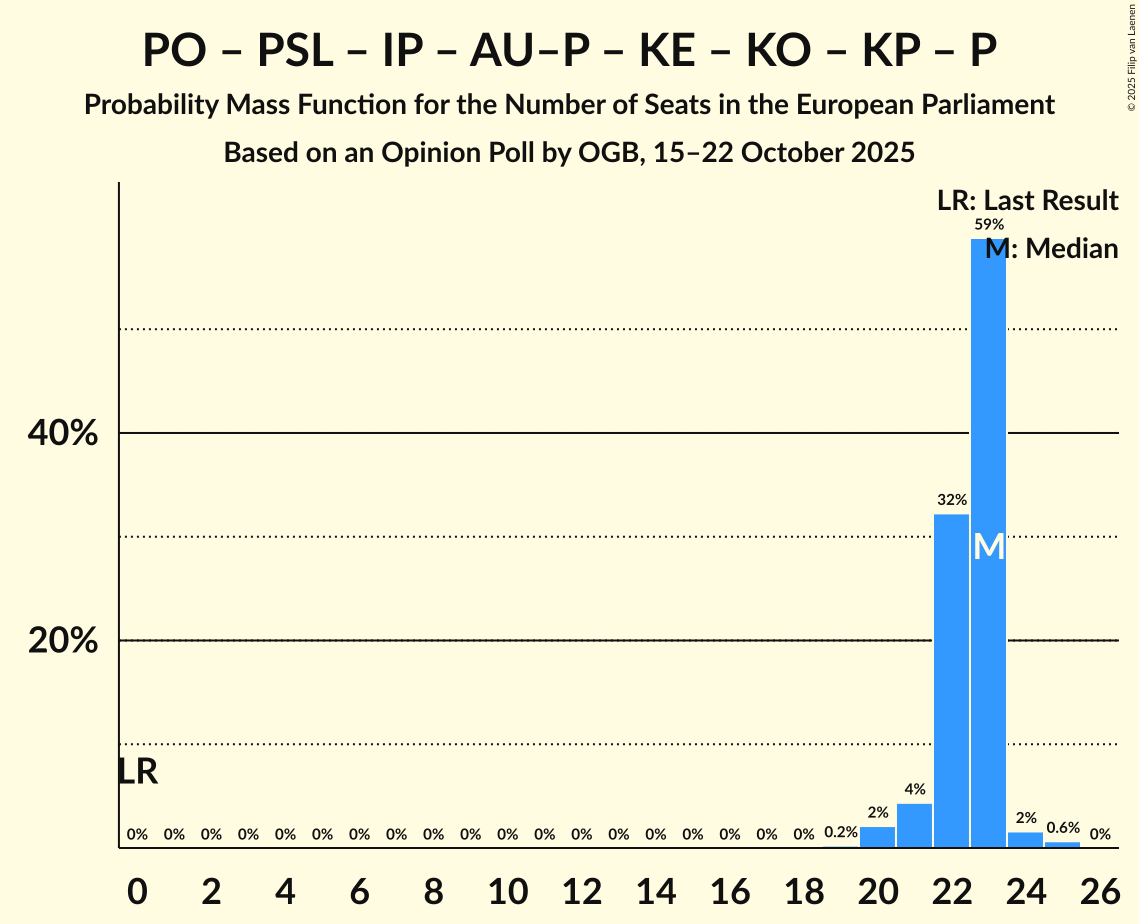 PO – PSL – IP – AU–P – KE – KO – KP – P
Probability Mass Function for the Number of Seats in the European Parliament
Based on an Opinion Poll by OGB, 15–22 October 2025
© 2025 Filip van Laenen
LR: Last Result
59%
M: Median
40%
32%
M
20%
LR
4%
2%
0% 0% 0% 0% 0% 0% 0% 0% 0% 0% 0% 0% 0% 0% 0% 0% 0% 0% 0% 0.2% 2% 0.6% 0%
0 2 4 6 8 10 12 14 16 18 20 22 24 26